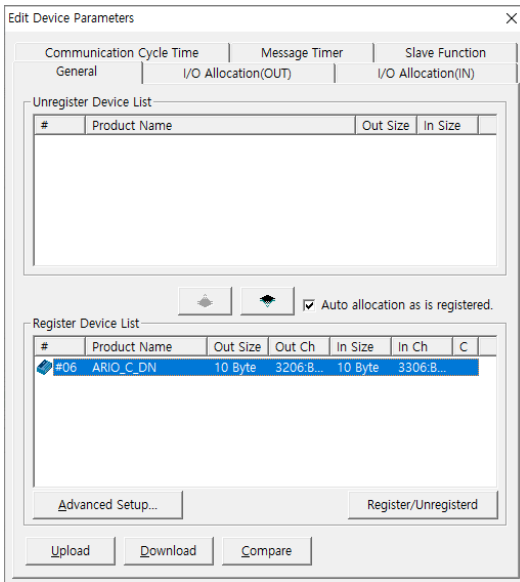 Edit Device Parameters
Communication Cycle Time Message Timer Slave Function
General I/O Allocation(OUT) I/O Allocation(IN)
Unregister Device List
# Product Name Out Size In Size
Auto allocation as is registered.
Register Device List
# Product Name Out Size Out Ch In Size In Ch C
#06 ARIO_C_DN 10 Byte 3206:B... 10 Byte 3306:B...
Advanced Setup... Register/Unregisterd
Upload Download Compare